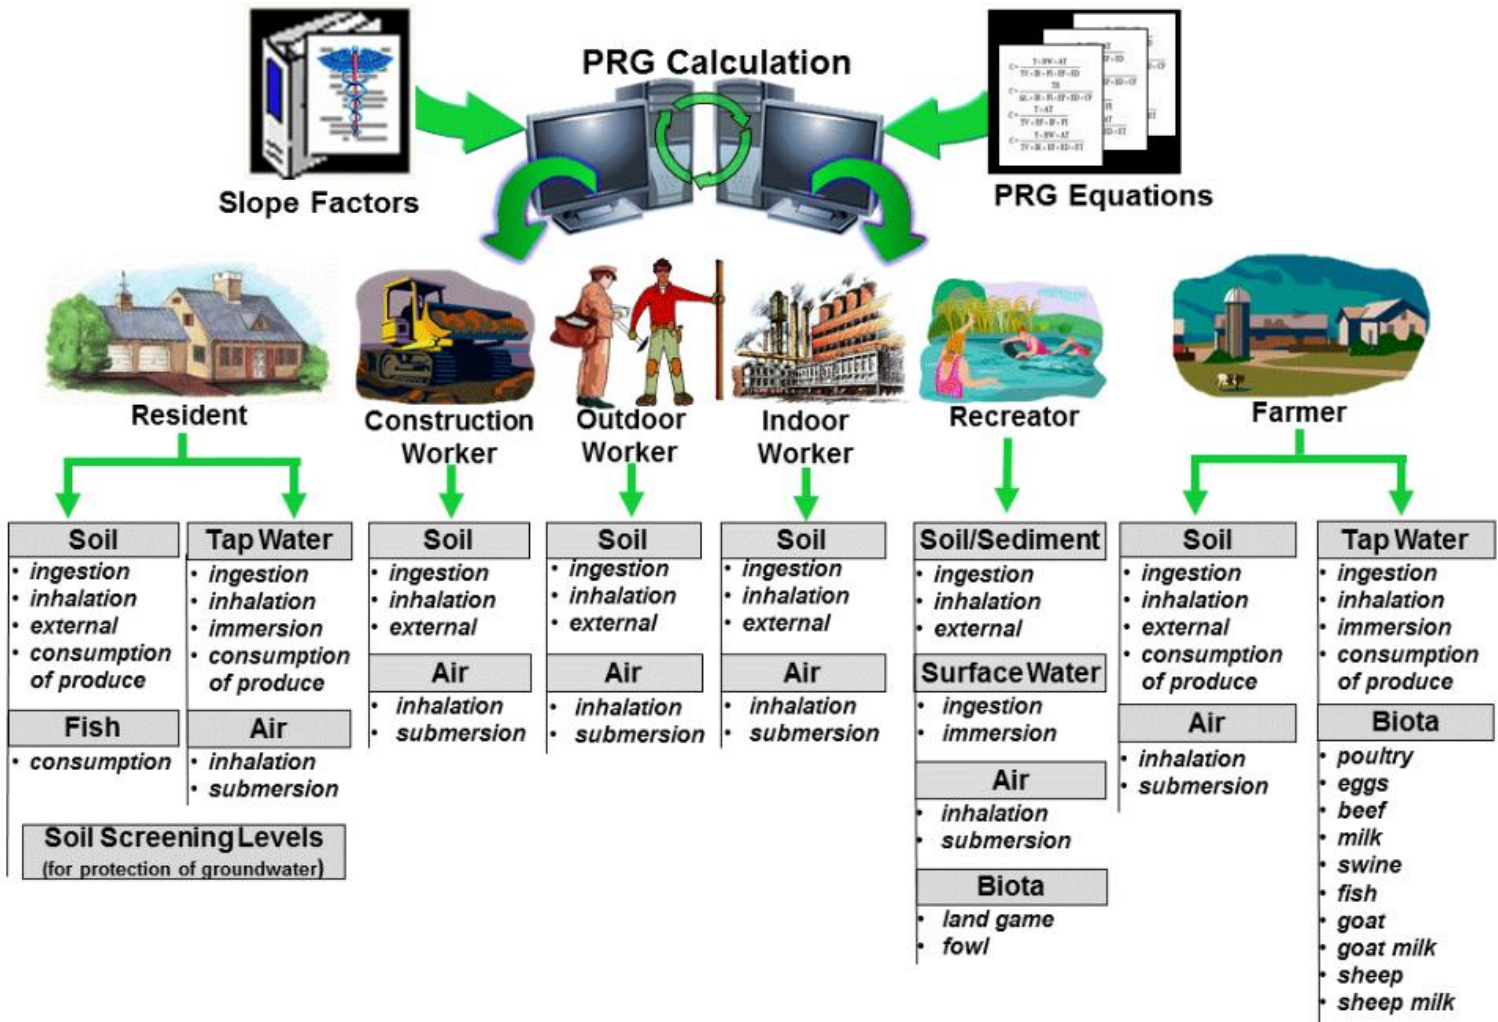 PRG Calculation
Slope Factors
PRG Equations
Resident
Construction
Worker
Outdoor
Worker
Indoor
Worker
Recreator
Farmer
Soil
• ingestion
• inhalation
• external
• consumption
of produce
Fish
• consumption
Tap Water
• ingestion
• inhalation
• immersion
• consumption
of produce
Air
• inhalation
• submersion
Soil Screening Levels
(for protection of groundwater)
Soil
• ingestion
• inhalation
• external
Air
• inhalation
• submersion
Soil
• ingestion
• inhalation
• external
Air
• inhalation
• submersion
Soil
• ingestion
• inhalation
• external
Air
• inhalation
• submersion
Soil/Sediment
• ingestion
• inhalation
• external
Surface Water
• ingestion
• immersion
Air
• inhalation
• submersion
Biota
• land game
• fowl
Soil
• ingestion
• inhalation
• external
• consumption
of produce
Air
• inhalation
• submersion
Tap Water
• ingestion
• inhalation
• immersion
• consumption
of produce
Biota
• poultry
• eggs
• beef
• milk
• swine
• fish
• goat
• goat milk
• sheep
• sheep milk